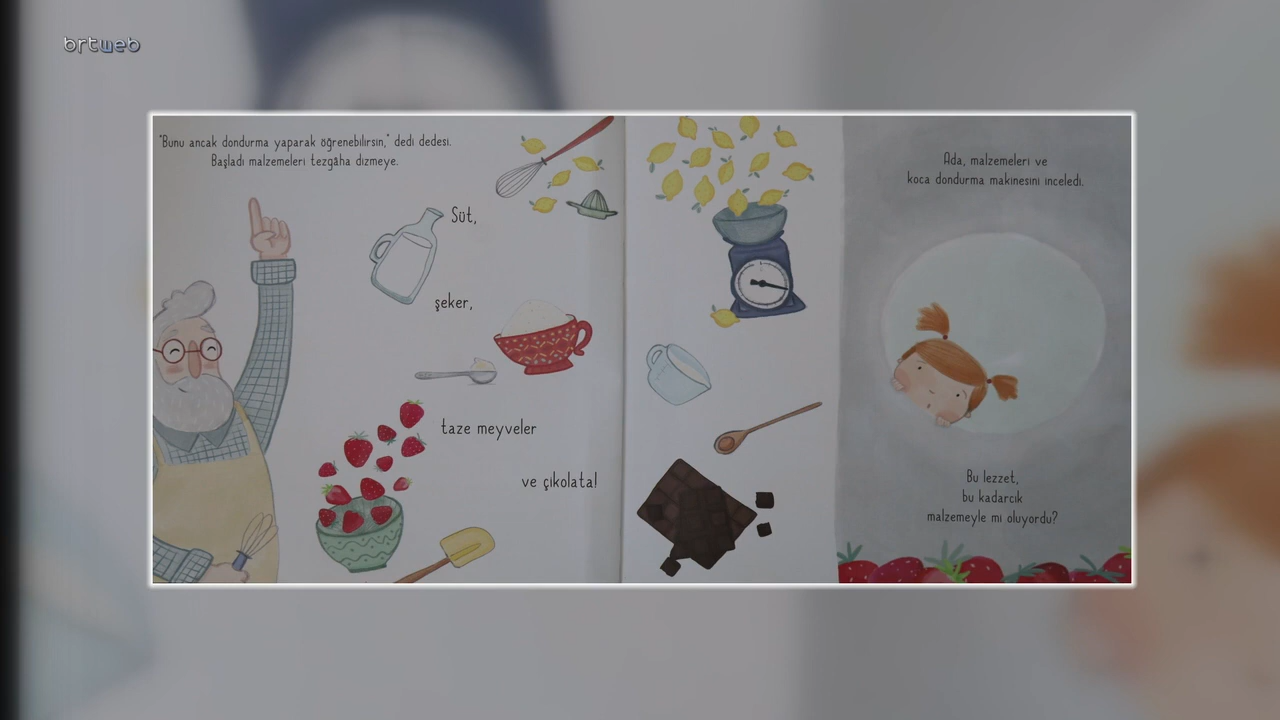 brtweb
"Bunu ancak dondurma yaparak öğrenebilirsin," dedi dedesi.
Başladı malzemeleri tezgâha dizmeye.
Süt,
şeker,
taze meyveler
ve çikolata!
Ada, malzemeleri ve
koca dondurma makinesini inceledi.
Bu lezzet,
bu kadarcık
malzemeyle mi oluyordu?